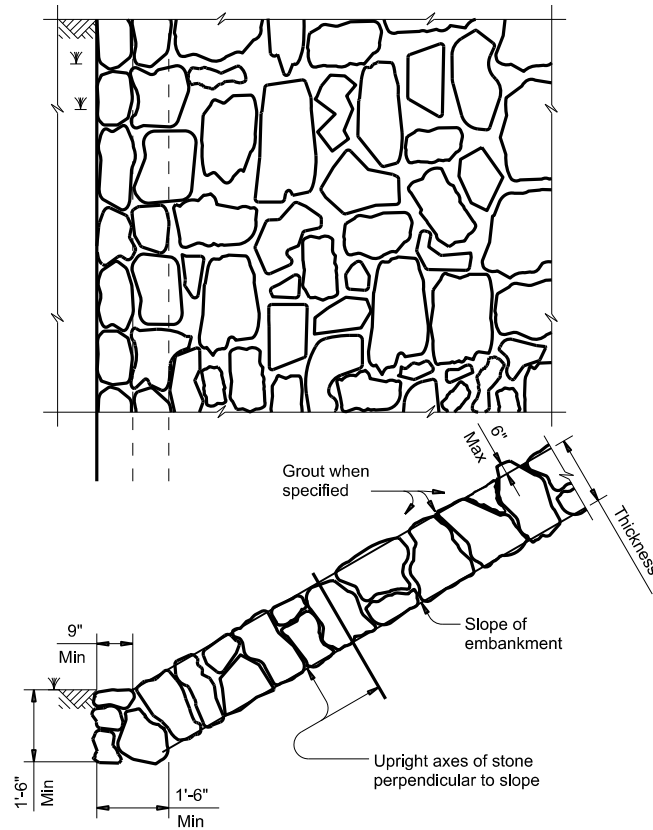 6"
Max
Grout when
specified
Thickness
Slope of
embankment
9"
Min
Upright axes of stone
perpendicular to slope
1'-6"
Min
1'-6"
Min